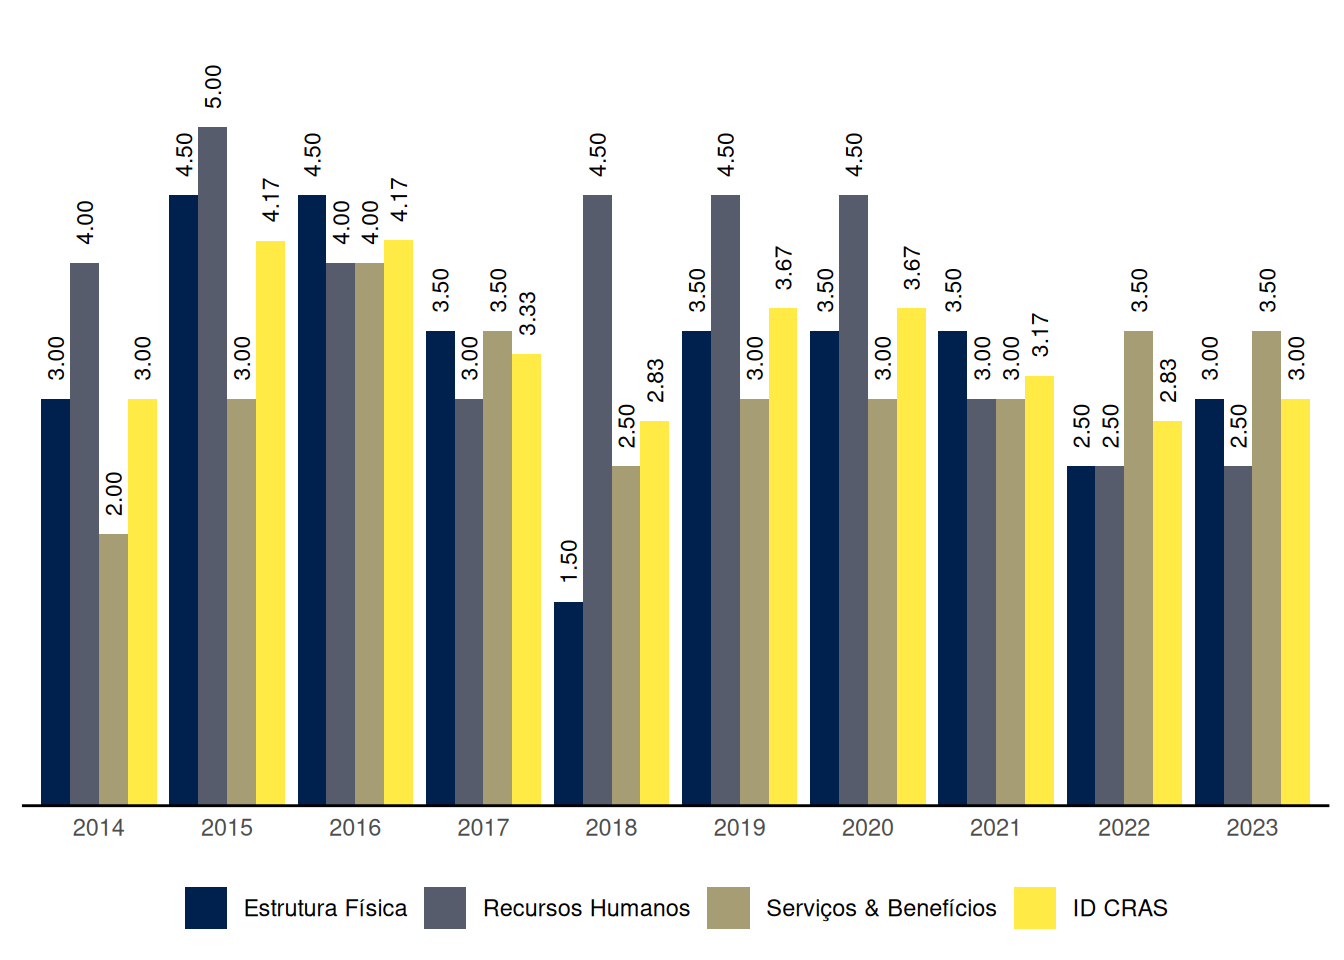 3.00 4.00 2.00 3.00
4.50 5.00 3.00 4.17
4.50 4.00 4.00 4.17
3.50 3.00 3.50 3.33
1.50 4.50 2.50 2.83
3.50 4.50 3.00 3.67
3.50 4.50 3.00 3.67
3.50 3.00 3.00 3.17
2.50 2.50 3.50 2.83
3.00 2.50 3.50 3.00
2014 2015 2016 2017 2018 2019 2020 2021 2022 2023
Estrutura Física Recursos Humanos Serviços & Benefícios ID CRAS